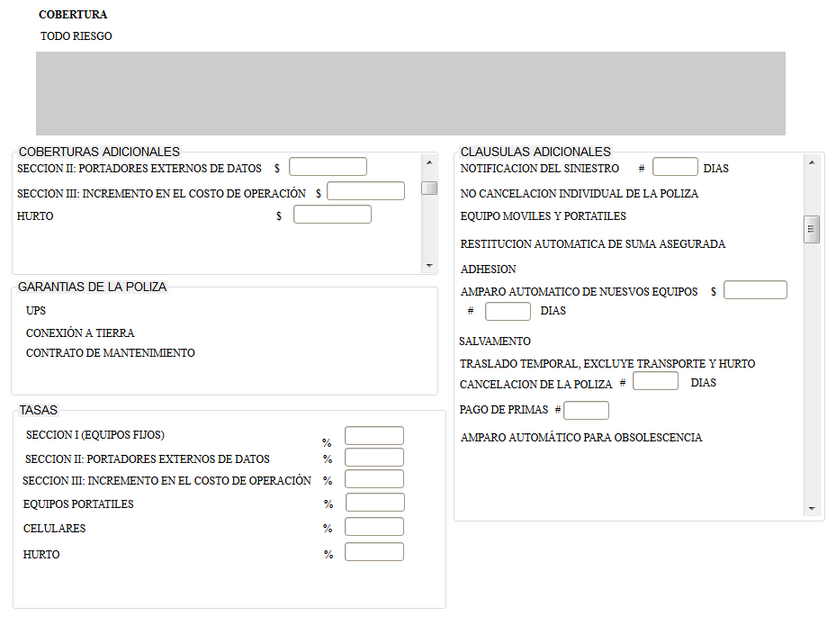 COBERTURA
TODO RIESGO
COBERTURAS ADICIONALES
SECCION II: PORTADORES EXTERNOS DE DATOS $
SECCION III: INCREMENTO EN EL COSTO DE OPERACIÓN $
HURTO $
GARANTIAS DE LA POLIZA
UPS
CONEXIÓN A TIERRA
CONTRATO DE MANTENIMIENTO
TASAS
SECCION I (EQUIPOS FIJOS) %
SECCION II: PORTADORES EXTERNOS DE DATOS %
SECCION III: INCREMENTO EN EL COSTO DE OPERACIÓN %
EQUIPOS PORTATILES %
CELULARES %
HURTO %
CLAUSULAS ADICIONALES
NOTIFICACION DEL SINIESTRO # DIAS
NO CANCELACION INDIVIDUAL DE LA POLIZA
EQUIPO MOVILES Y PORTATILES
RESTITUCION AUTOMATICA DE SUMA ASEGURADA
ADHESION
AMPARO AUTOMATICO DE NUESVOS EQUIPOS $
# DIAS
SALVAMENTO
TRASLADO TEMPORAL, EXCLUYE TRANSPORTE Y HURTO
CANCELACION DE LA POLIZA # DIAS
PAGO DE PRIMAS #
AMPARO AUTOMÁTICO PARA OBSOLESCENCIA